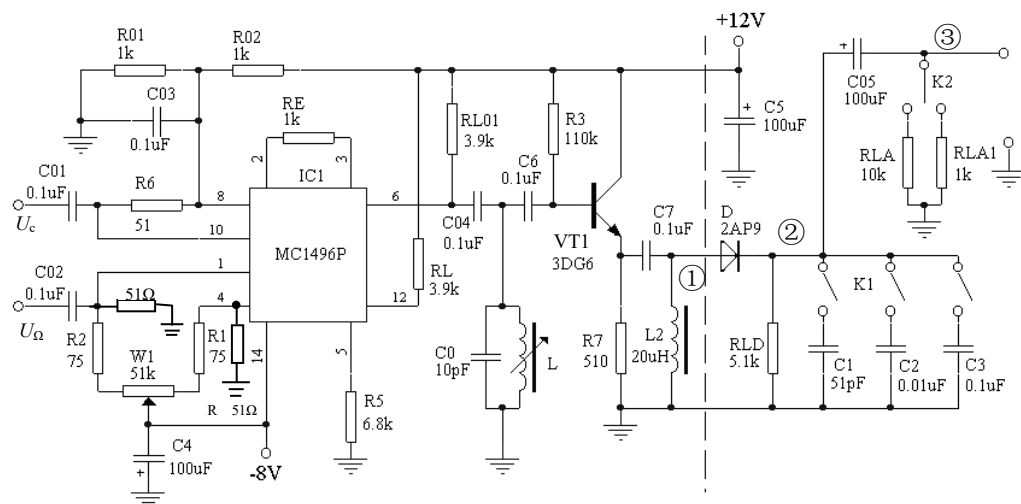 +12V
③
R01
1k
R02
1k
C05
100uF
K2
C03
0.1uF
RE
1k
RL01
3.9k
R3
110k
+
C5
100uF
+
RLA
10k
RLA1
1k
2
3
IC1
C01
0.1uF
R6
51
8
6
C6
0.1uF
C04
0.1uF
Uc
10
MC1496P
VT1
3DG6
C7
0.1uF
D
2AP9
②
①
C02
0.1uF
1
51Ω
4
12
RL
3.9k
K1
UΩ
R2
75
R1
75
W1
51k
14
5
C0
10pF
L
R7
510
L2
20uH
RLD
5.1k
C1
51pF
C2
0.01uF
C3
0.1uF
R
51Ω
R5
6.8k
C4
100uF
+
-8V